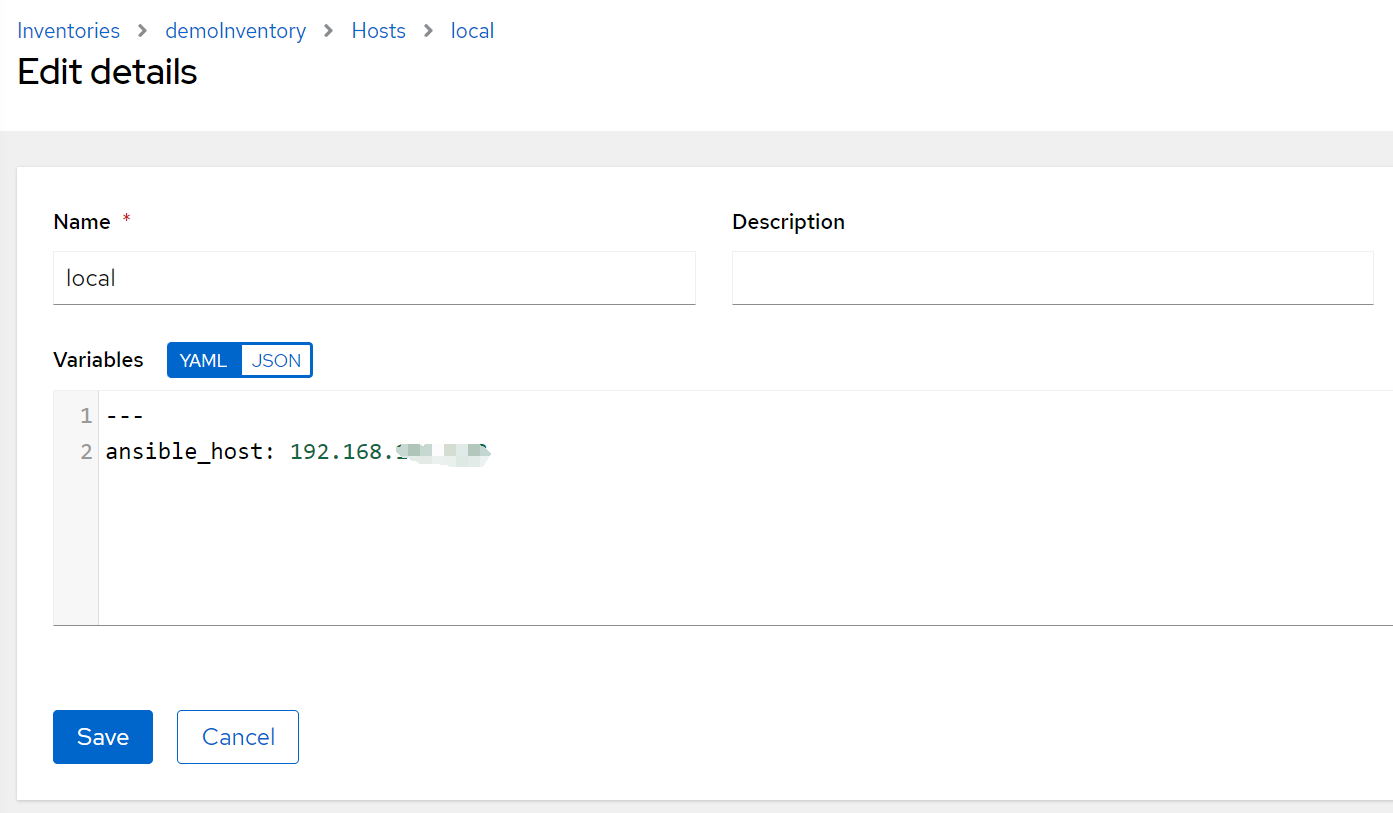 Inventories > demoInventory > Hosts > local
Edit details
Name *
Description
local
Variables YAML JSON
1 ---
2 ansible_host: 192.168.
Save Cancel